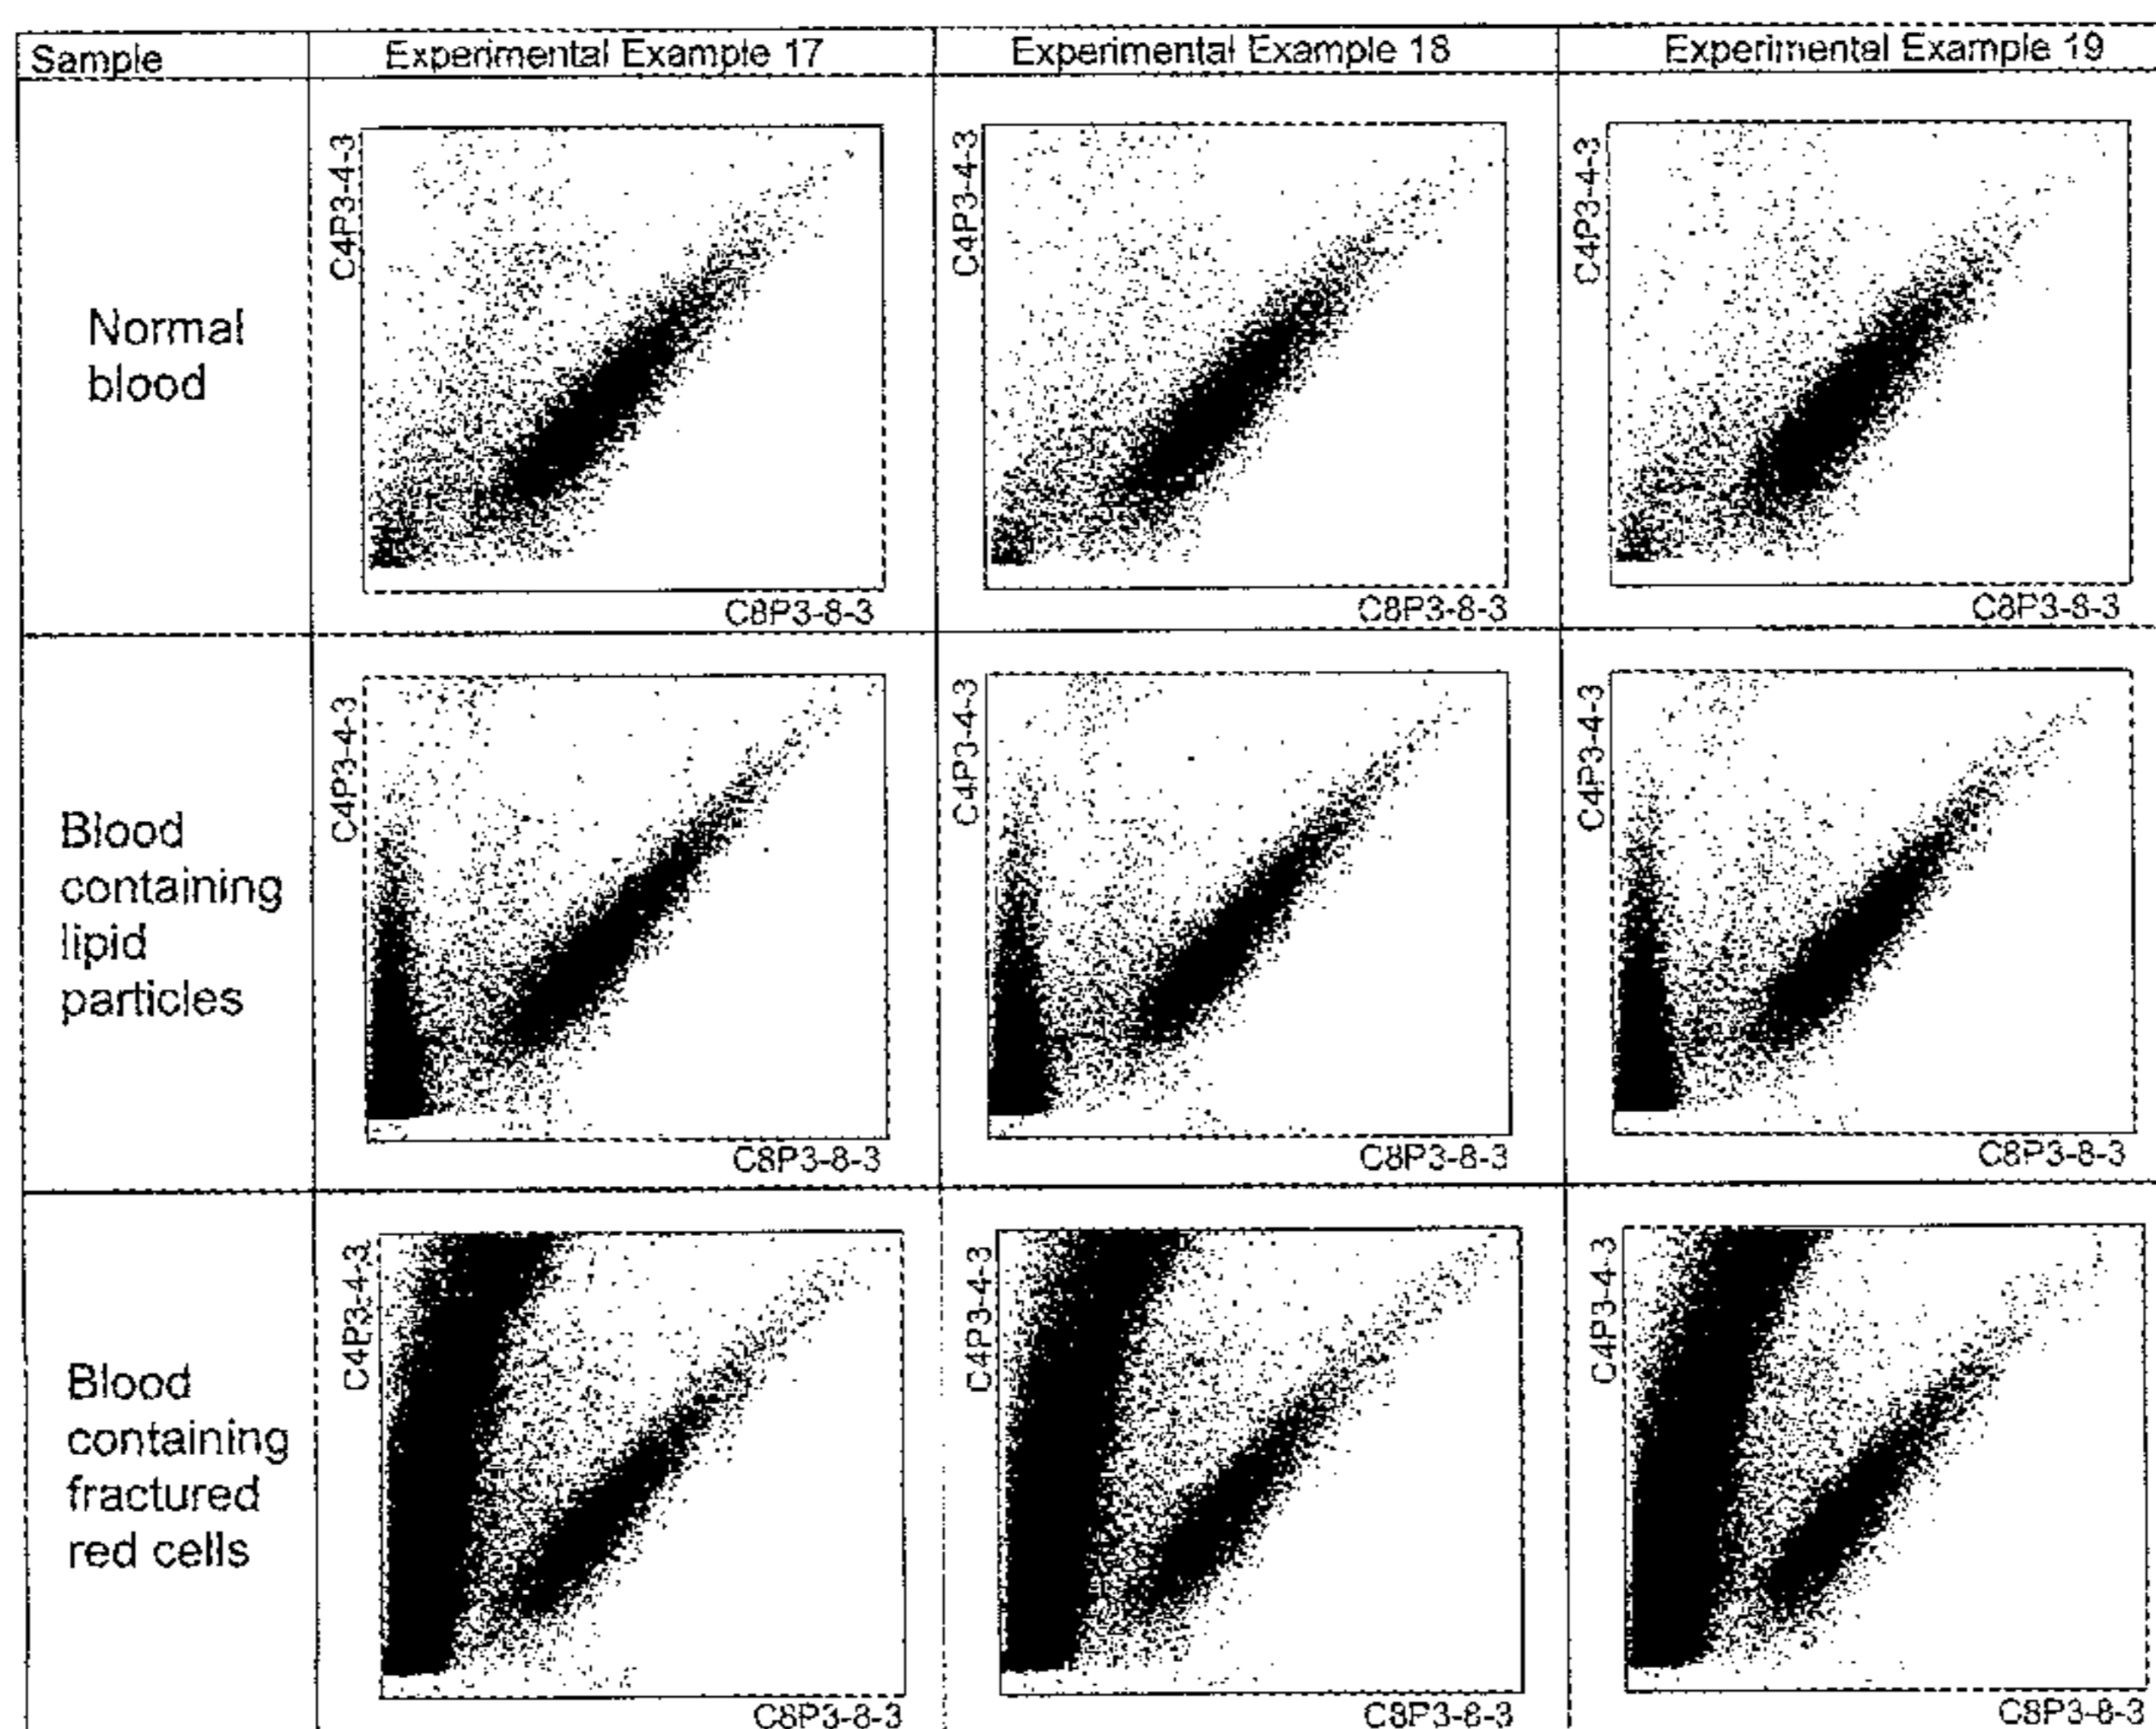 Sample
Experimental Example 17
Experimental Example 18
Experimental Example 19
Normal
blood
C4P3-4-3
C8P3-8-3
C4P3-4-3
C8P3-8-3
C4P3-4-3
C8P3-8-3
Blood
containing
lipid
particles
C4P3-4-3
C8P3-8-3
C4P3-4-3
C8P3-8-3
C4P3-4-3
C8P3-8-3
Blood
containing
fractured
red cells
C4P3-4-3
C8P3-8-3
C4P3-4-3
C8P3-8-3
C4P3-4-3
C8P3-8-3